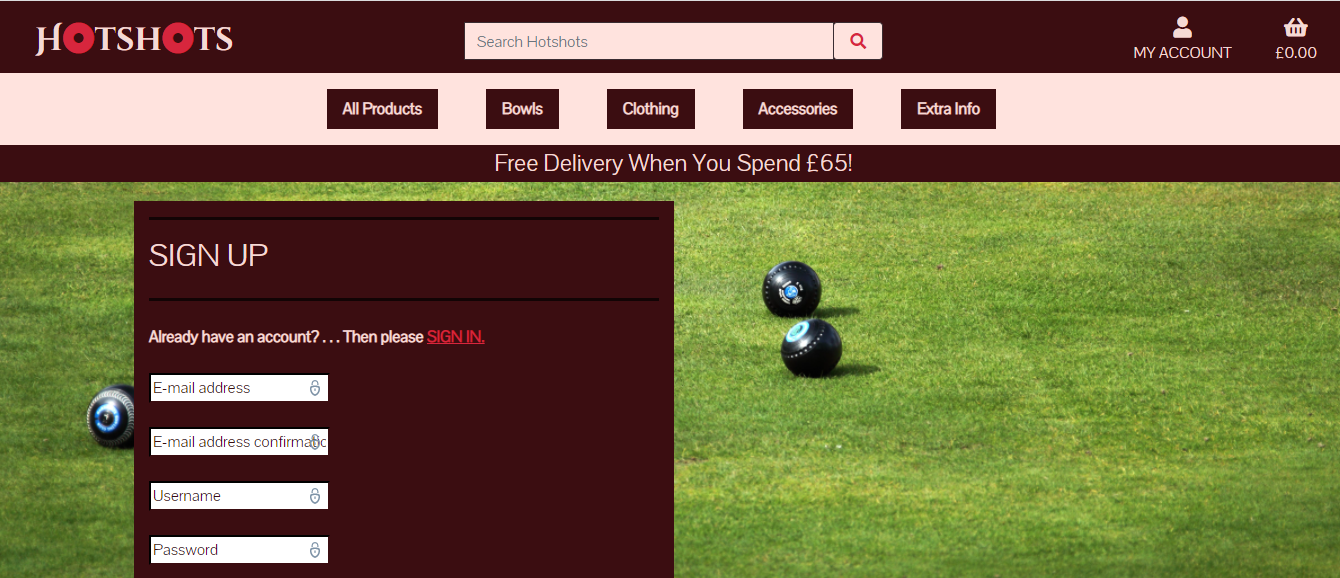 HOTSHOTS
Search Hotshots
MY ACCOUNT
£0.00
All Products
Bowls
Clothing
Accessories
Extra Info
Free Delivery When You Spend £65!
SIGN UP
Already have an account? . . . Then please SIGN IN.
E-mail address
E-mail address confirmatic
Username
Password